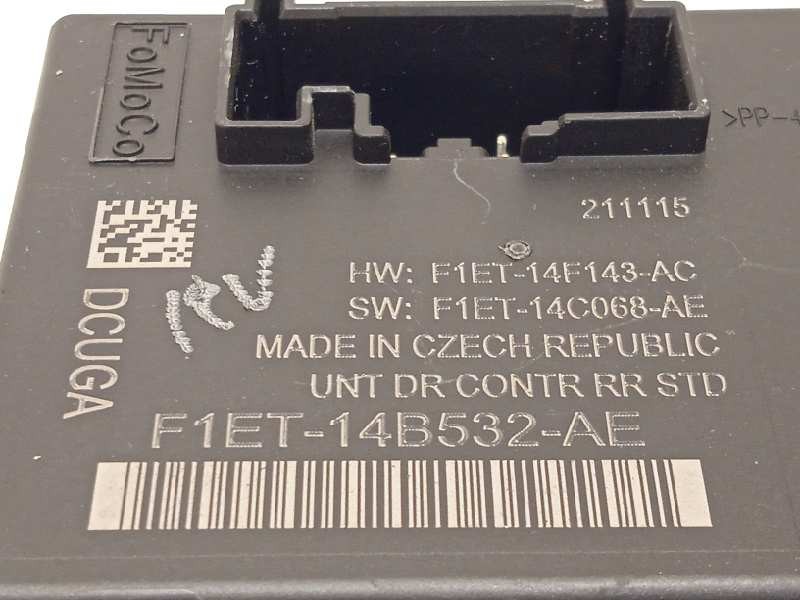 FoMoCo
>PP-
211115
HW: F1ET-14F143-AC
SW: F1ET-14C068-AE
MADE IN CZECH REPUBLIC
UNT DR CONTR RR STD
F1ET-14B532-AE
DCUGA